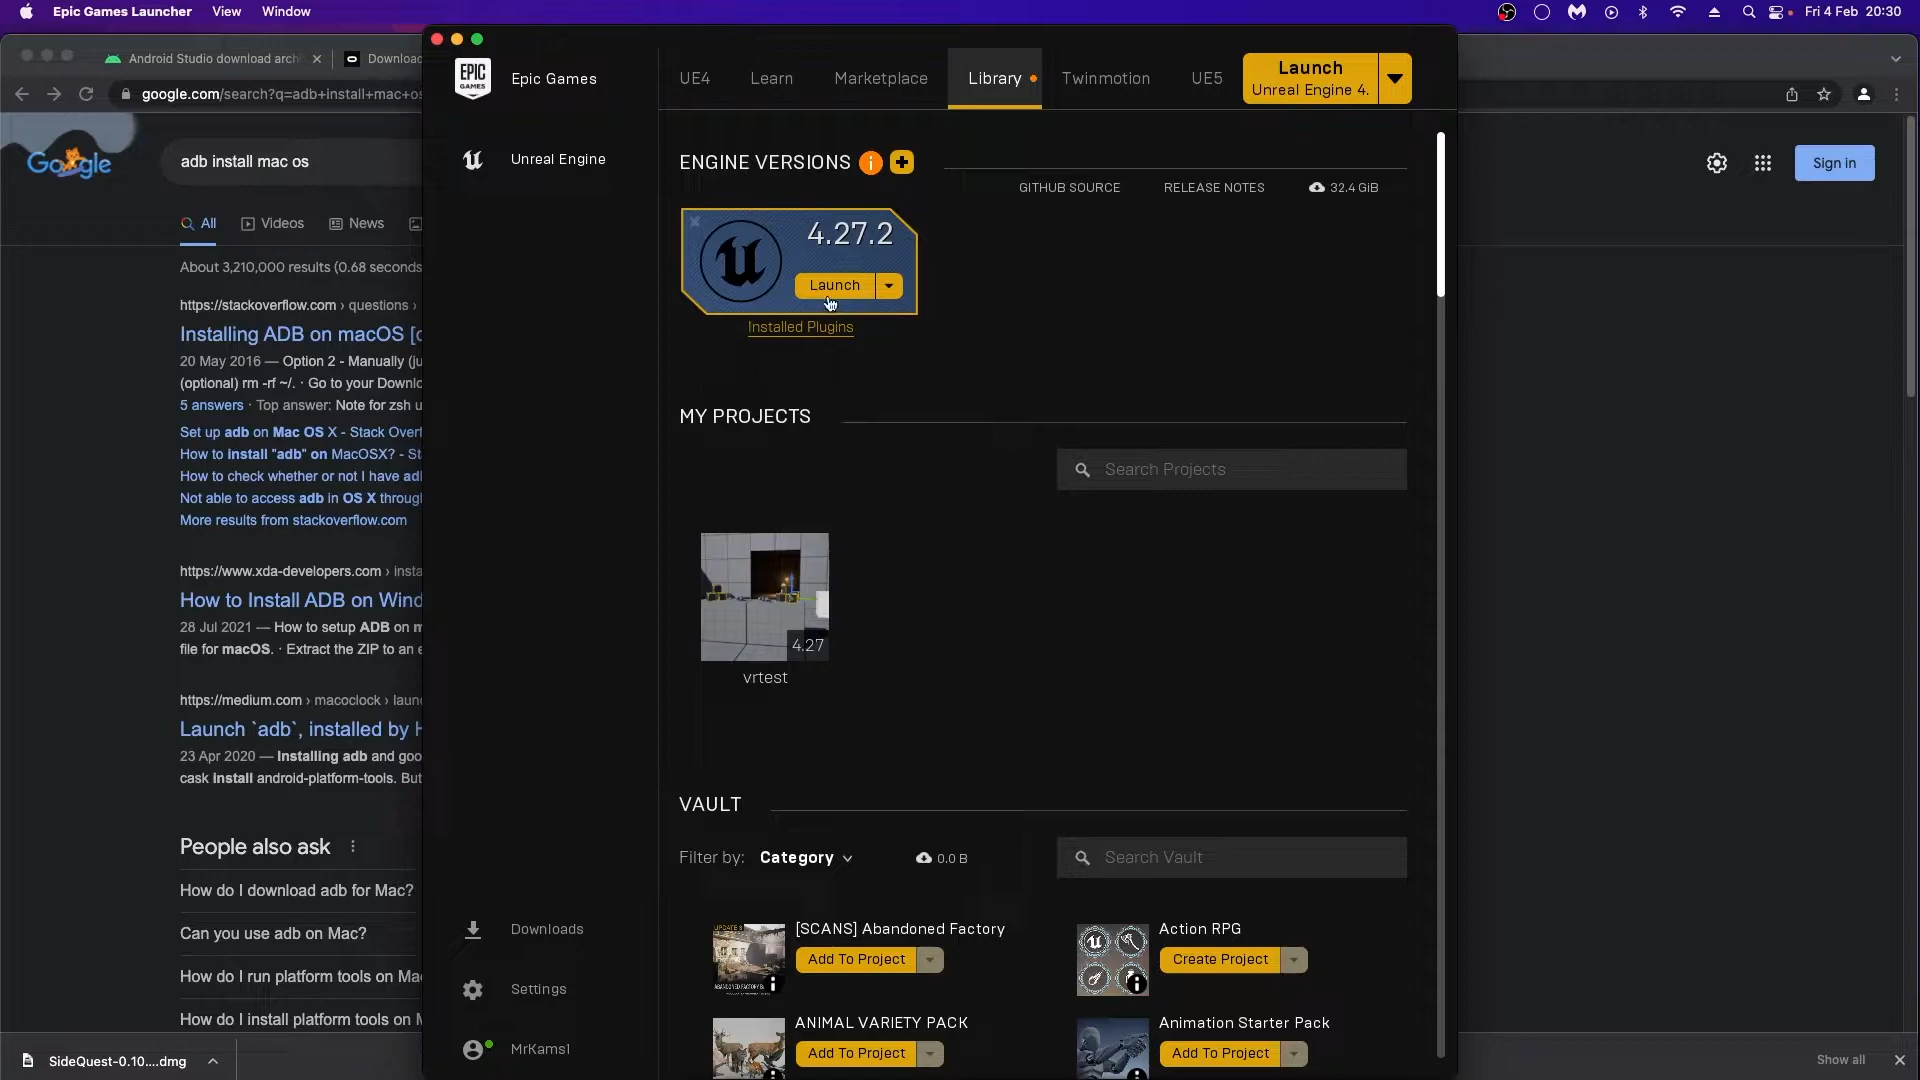 Epic Games Launcher View Window
Fri 4 Feb 20:30
Android Studio download arch
Downloa
google.com/search?q=adb+install+mac+os
Google
adb install mac os
Sign in
All Videos News
About 3,210,000 results (0.68 seconds
https://stackoverflow.com › questions ›
Installing ADB on macOS [
20 May 2016 — Option 2 - Manually (ju
(optional) rm -rf ~/. · Go to your Downlo
5 answers · Top answer: Note for zsh u
Set up adb on Mac OS X - Stack Overf
How to install "adb" on MacOSX? - St
How to check whether or not I have adb
Not able to access adb in OS X through
More results from stackoverflow.com
https://www.xda-developers.com › insta
How to Install ADB on Wind
28 Jul 2021 — How to setup ADB on m
file for macOS. · Extract the ZIP to an e
https://medium.com › macoclock › laun
Launch `adb`, installed by H
23 Apr 2020 — Installing adb and goo
cask install android-platform-tools. But
People also ask
How do I download adb for Mac?
Can you use adb on Mac?
How do I run platform tools on Ma
How do I install platform tools on M
SideQuest-0.10....dmg
Show all
EPIC GAMES
Epic Games
Unreal Engine
Downloads
Settings
MrKams1
UE4 Learn Marketplace Library Twinmotion UE5
Launch
Unreal Engine 4.
ENGINE VERSIONS
GITHUB SOURCE RELEASE NOTES 32.4 GiB
4.27.2
Launch
Installed Plugins
MY PROJECTS
Search Projects
4.27
vrtest
VAULT
Filter by: Category 0.0 B
Search Vault
[SCANS] Abandoned Factory
Add To Project
Action RPG
Create Project
ANIMAL VARIETY PACK
Add To Project
Animation Starter Pack
Add To Project